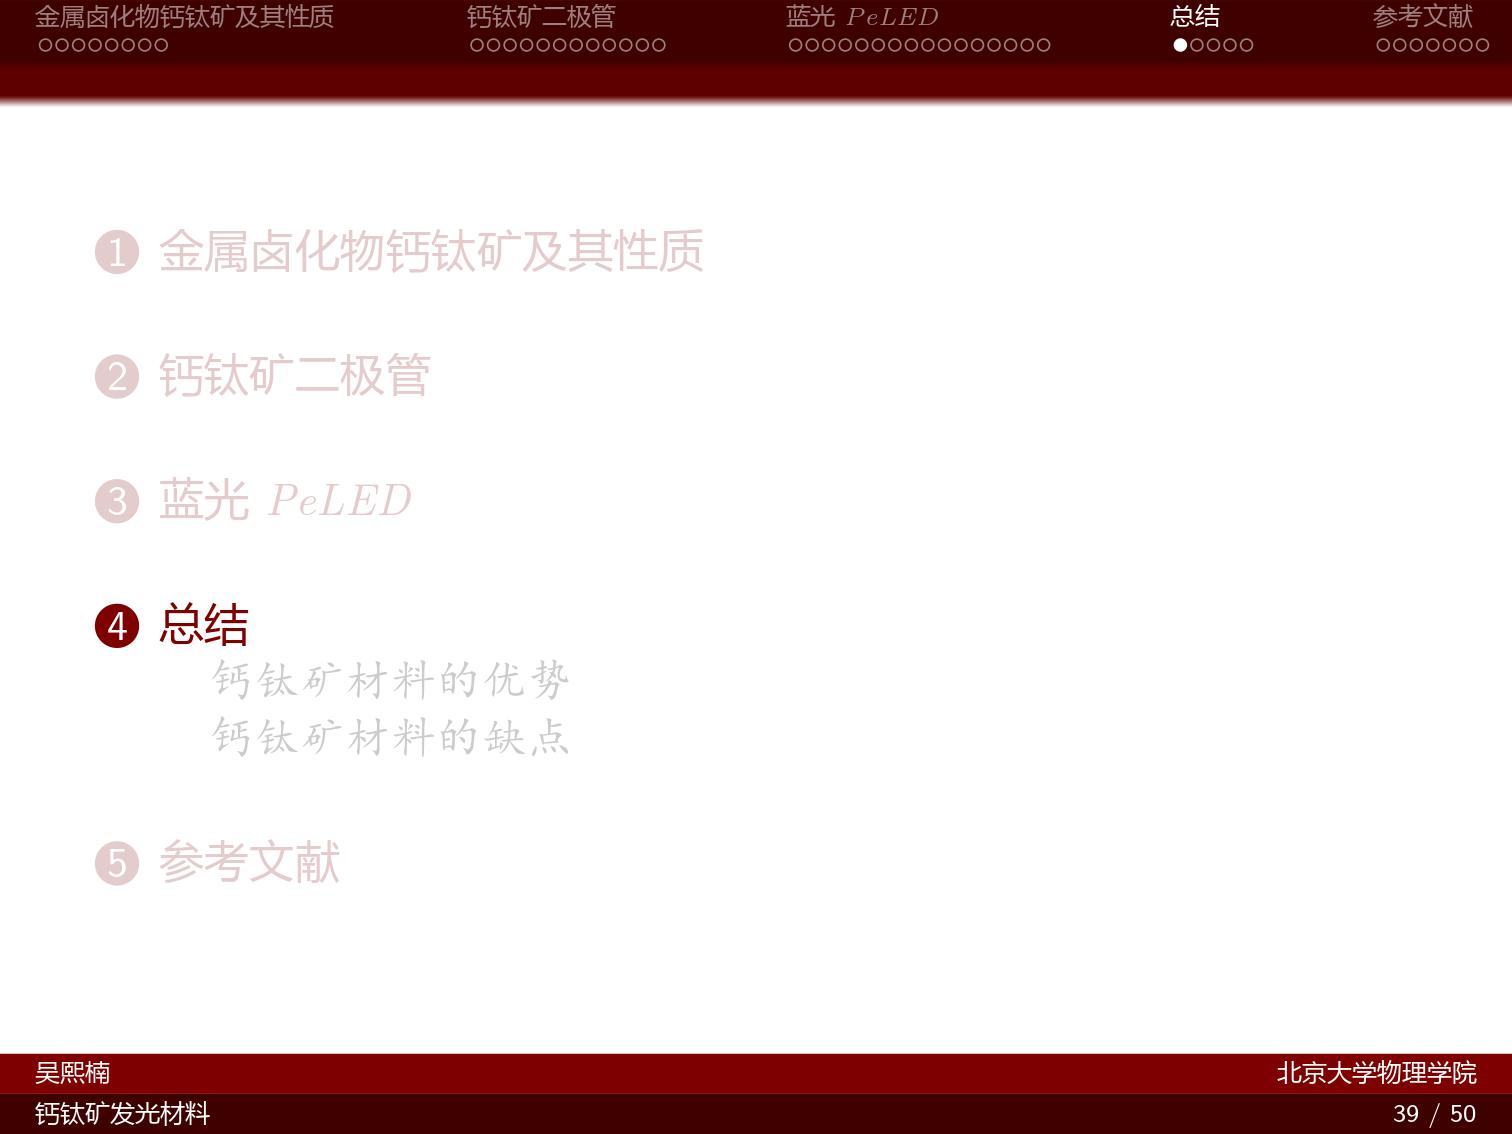 金属卤化物钙钛矿及其性质 钙钛矿二极管 蓝光 PeLED 总结 参考文献
1 金属卤化物钙钛矿及其性质
2 钙钛矿二极管
3 蓝光 PeLED
4 总结
钙钛矿材料的优势
钙钛矿材料的缺点
5 参考文献
吴熙楠 北京大学物理学院
钙钛矿发光材料 39 / 50